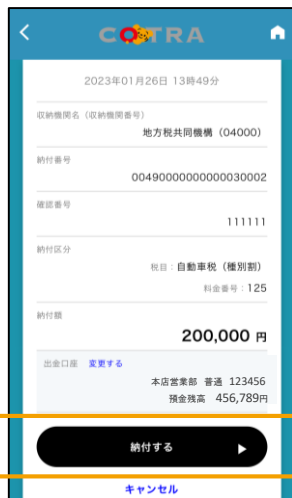 COTRA
2023年01月26日 13時49分
収納機関名（収納機関番号）
地方税共同機構（04000）
納付番号
00490000000000030002
確認番号
111111
納付区分
税目：自動車税（種別割）
料金番号：125
納付額
200,000 円
出金口座 変更する
本店営業部 普通 123456
預金残高 456,789円
納付する
キャンセル